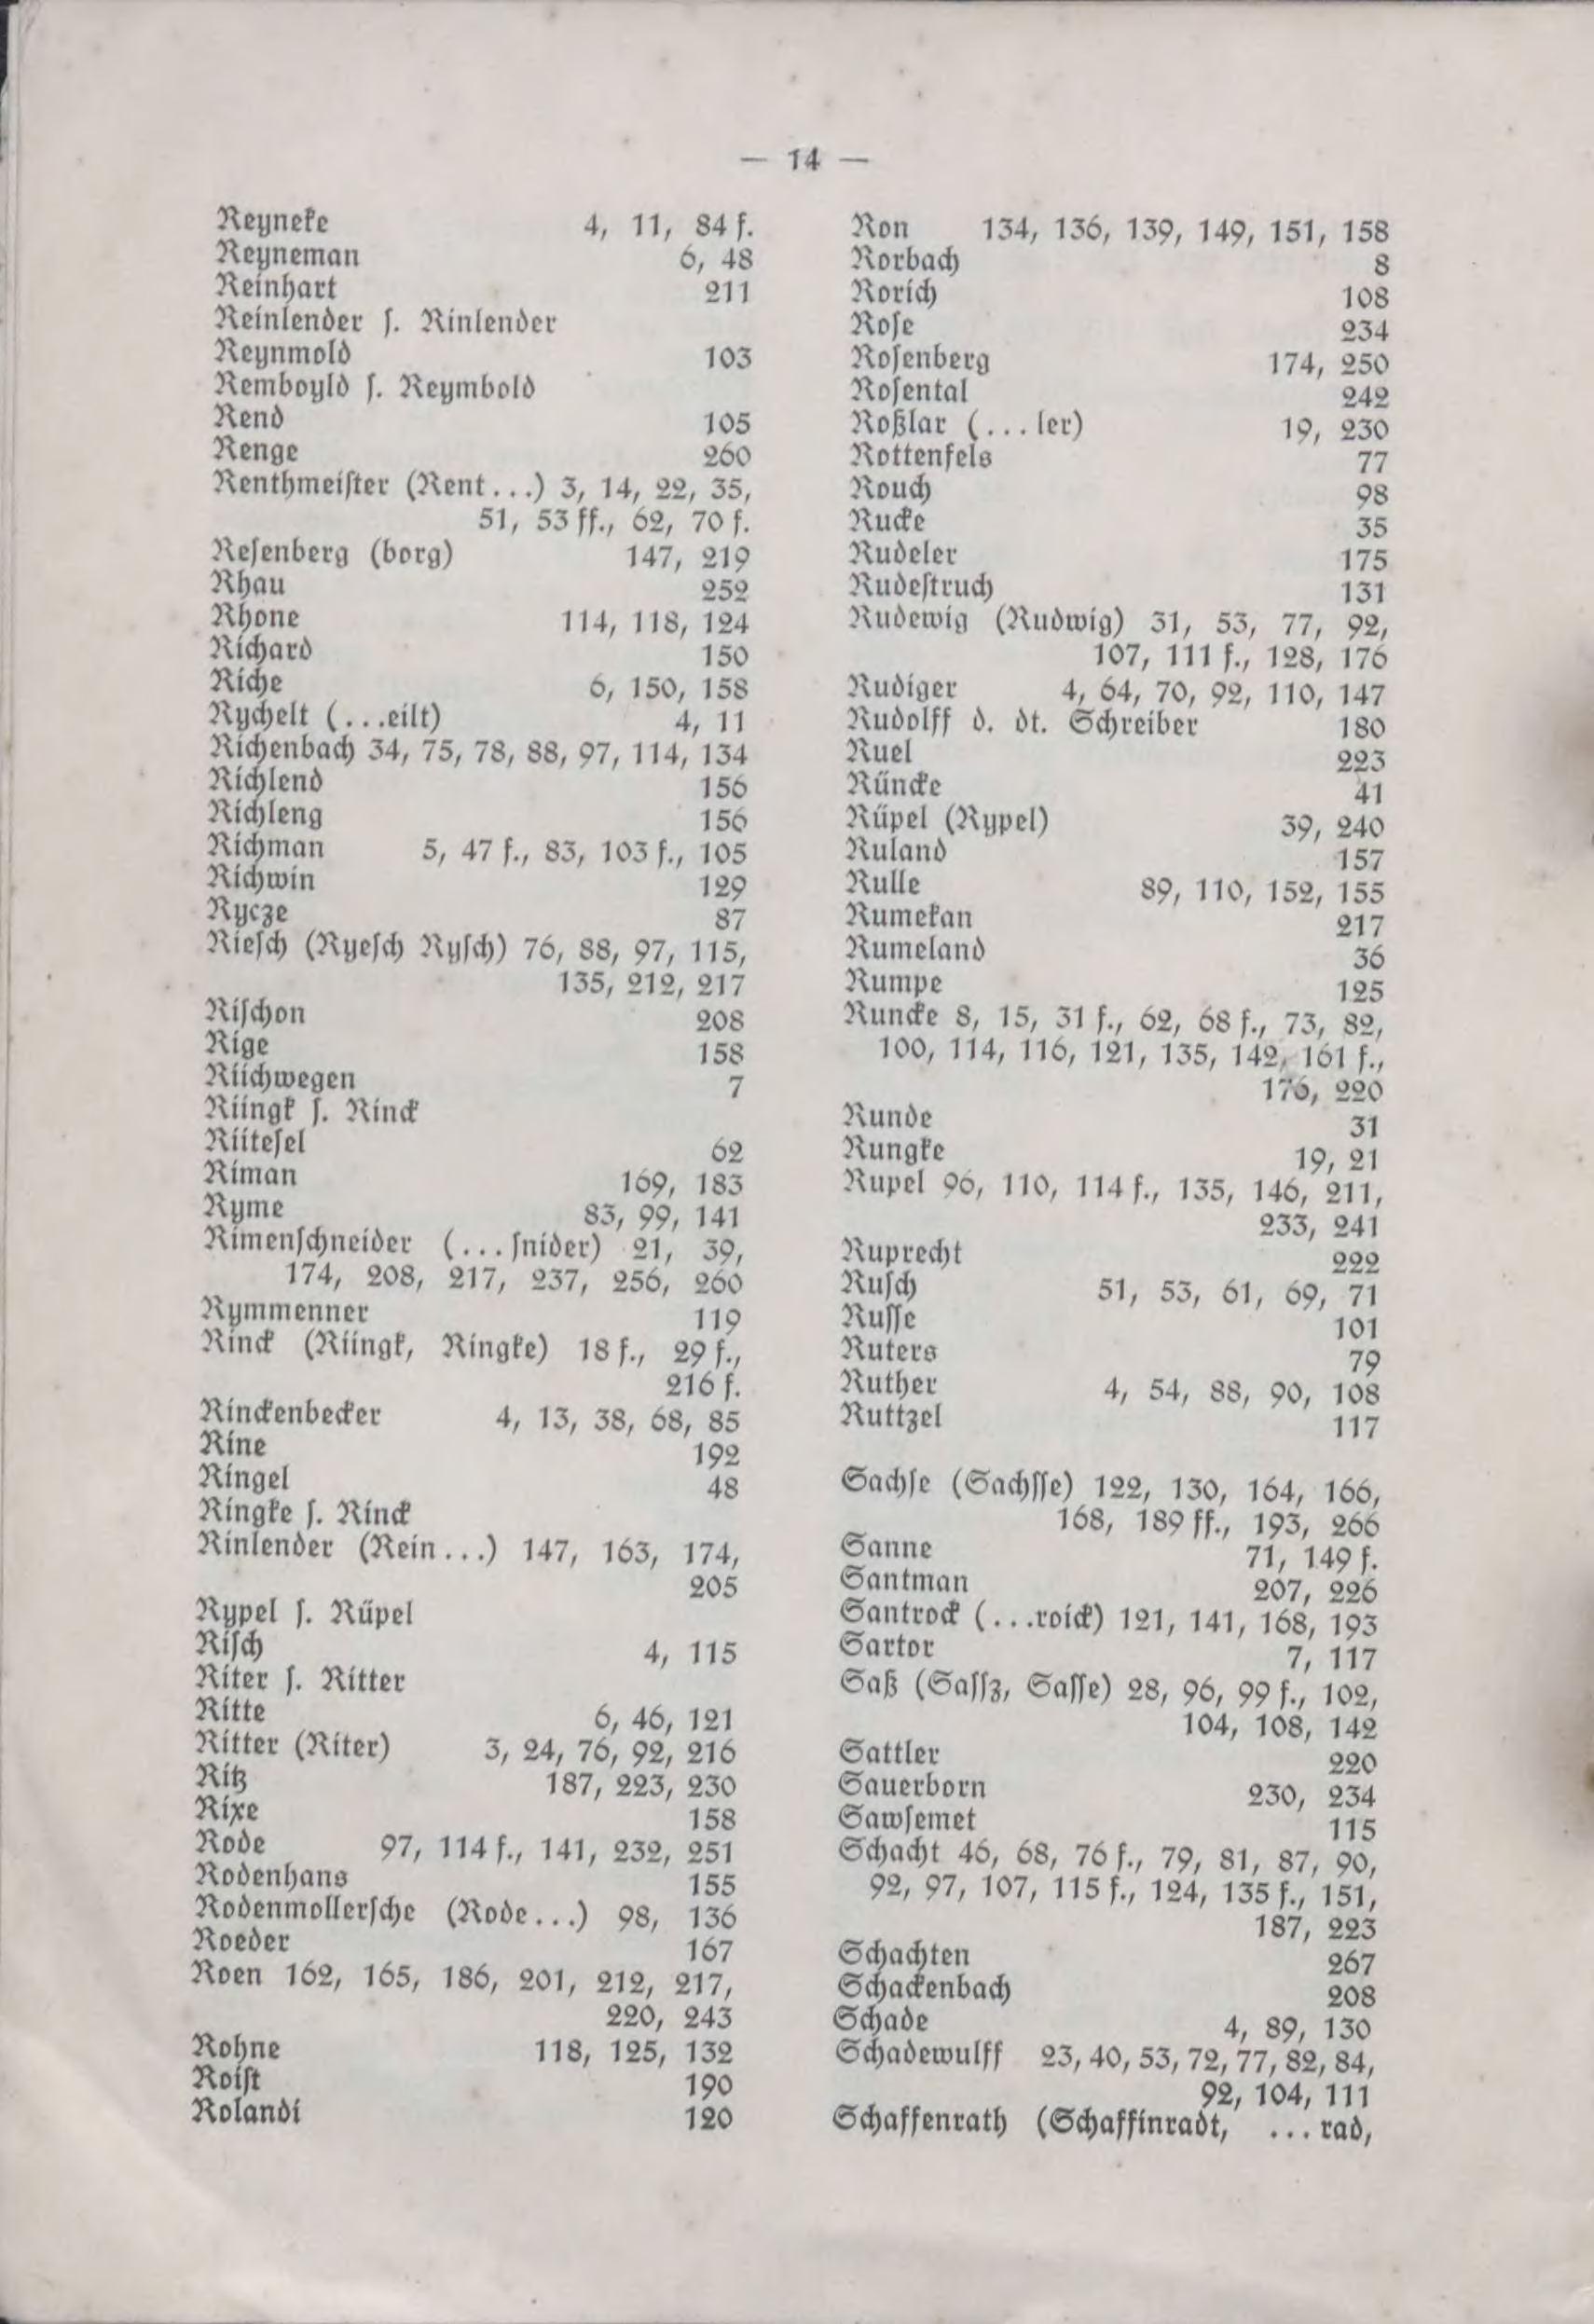 — 14 —
Reyneke 4, 11, 84 f.
Reyneman 6, 48
Reinhart 211
Reinlender ſ. Rinlender
Reynmold 103
Remboyld ſ. Reymbold
Rend 105
Renge 260
Renthmeiſter (Rent...) 3, 14, 22, 35,
51, 53 ff., 62, 70 f.
Reſenberg (borg) 147, 219
Rhau 252
Rhone 114, 118, 124
Richard 150
Riche 6, 150, 158
Rychelt (...eilt) 4, 11
Richenbach 34, 75, 78, 88, 97, 114, 134
Richlend 156
Richleng 156
Richman 5, 47 f., 83, 103 f., 105
Richwin 129
Rycze 87
Rieſch (Ryeſch Ryſch) 76, 88, 97, 115,
135, 212, 217
Riſchon 208
Rige 158
Riichwegen 7
Riingk ſ. Rinck
Riiteſel 62
Riman 169, 183
Ryme 83, 99, 141
Rimenſchneider (...ſnider) 21, 39,
174, 208, 217, 237, 256, 260
Rymmenner 119
Rinck (Riingk, Ringke) 18 f., 29 f.,
216 f.
Rinckenbecker 4, 13, 38, 68, 85
Rine 192
Ringel 48
Ringke ſ. Rinck
Rinlender (Rein...) 147, 163, 174,
205
Rypel ſ. Rüpel
Riſch 4, 115
Riter ſ. Ritter
Ritte 6, 46, 121
Ritter (Riter) 3, 24, 76, 92, 216
Ritz 187, 223, 230
Rixe 158
Rode 97, 114 f., 141, 232, 251
Rodenhans 155
Rodenmollerſche (Rode...) 98, 136
Roeder 167
Roen 162, 165, 186, 201, 212, 217,
220, 243
Rohne 118, 125, 132
Roiſt 190
Rolandi 120
Ron 134, 136, 139, 149, 151, 158
Rorbach 8
Rorich 108
Roſe 234
Roſenberg 174, 250
Roſental 242
Roßlar (...ler) 19, 230
Rottenfels 77
Rouch 98
Rucke 35
Rudeler 175
Rudeſtruch 131
Rudewig (Rudwig) 31, 53, 77, 92,
107, 111 f., 128, 176
Rudiger 4, 64, 70, 92, 110, 147
Rudolff d. dt. Schreiber 180
Ruel 223
Rüncke 41
Rüpel (Rypel) 39, 240
Ruland 157
Rulle 89, 110, 152, 155
Rumekan 217
Rumeland 36
Rumpe 125
Runcke 8, 15, 31 f., 62, 68 f., 73, 82,
100, 114, 116, 121, 135, 142, 161 f.,
176, 220
Runde 31
Rungke 19, 21
Rupel 96, 110, 114 f., 135, 146, 211,
233, 241
Ruprecht 222
Ruſch 51, 53, 61, 69, 71
Ruſſe 101
Ruters 79
Ruther 4, 54, 88, 90, 108
Ruttzel 117
Sachſe (Sachſſe) 122, 130, 164, 166,
168, 189 ff., 193, 266
Sanne 71, 149 f.
Santman 207, 226
Santrock (...roick) 121, 141, 168, 193
Sartor 7, 117
Saß (Saſſz, Saſſe) 28, 96, 99 f., 102,
104, 108, 142
Sattler 220
Sauerborn 230, 234
Sawſemet 115
Schacht 46, 68, 76 f., 79, 81, 87, 90,
92, 97, 107, 115 f., 124, 135 f., 151,
187, 223
Schachten 267
Schackenbach 208
Schade 4, 89, 130
Schadewulff 23, 40, 53, 72, 77, 82, 84,
92, 104, 111
Schaffenrath (Schaffinradt, ...rad,